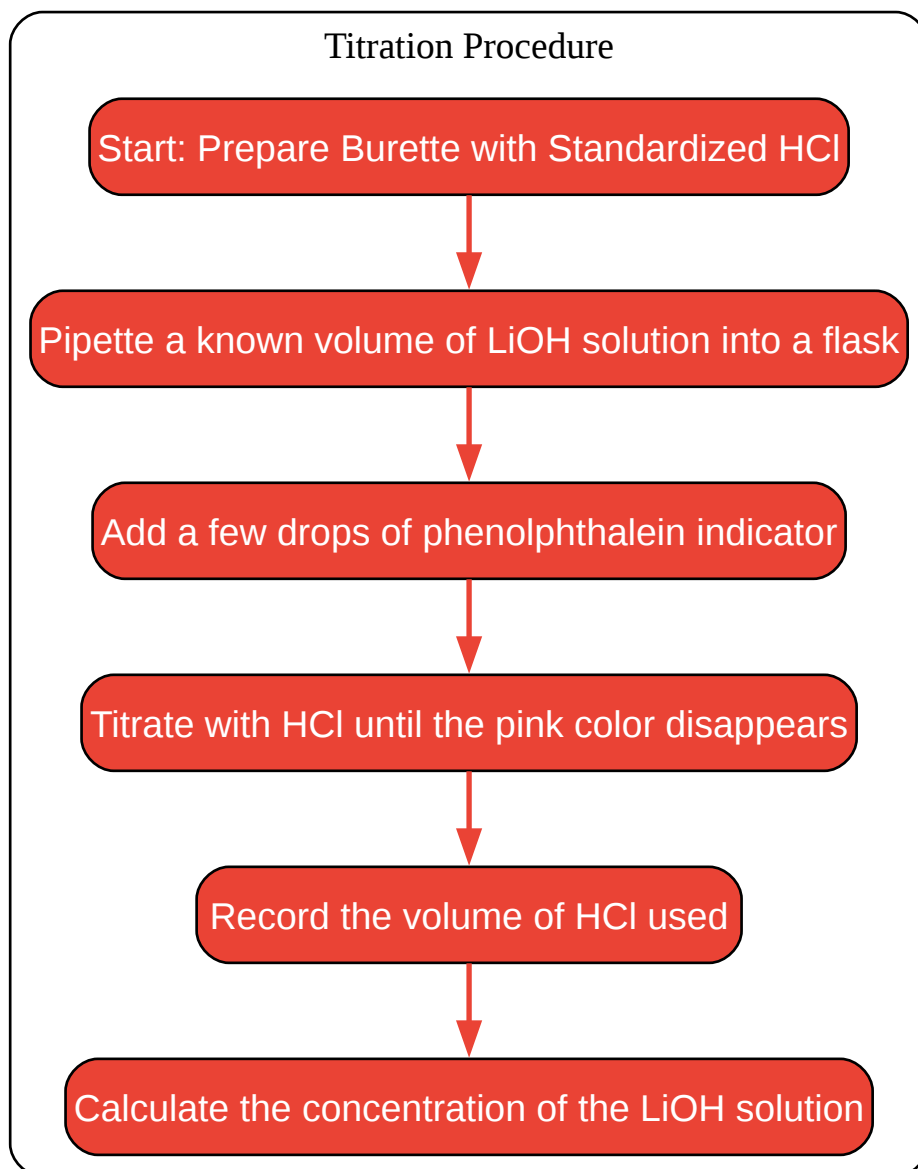 Titration Procedure
Start: Prepare Burette with Standardized HCl
Pipette a known volume of LiOH solution into a flask
Add a few drops of phenolphthalein indicator
Titrate with HCl until the pink color disappears
Record the volume of HCl used
Calculate the concentration of the LiOH solution